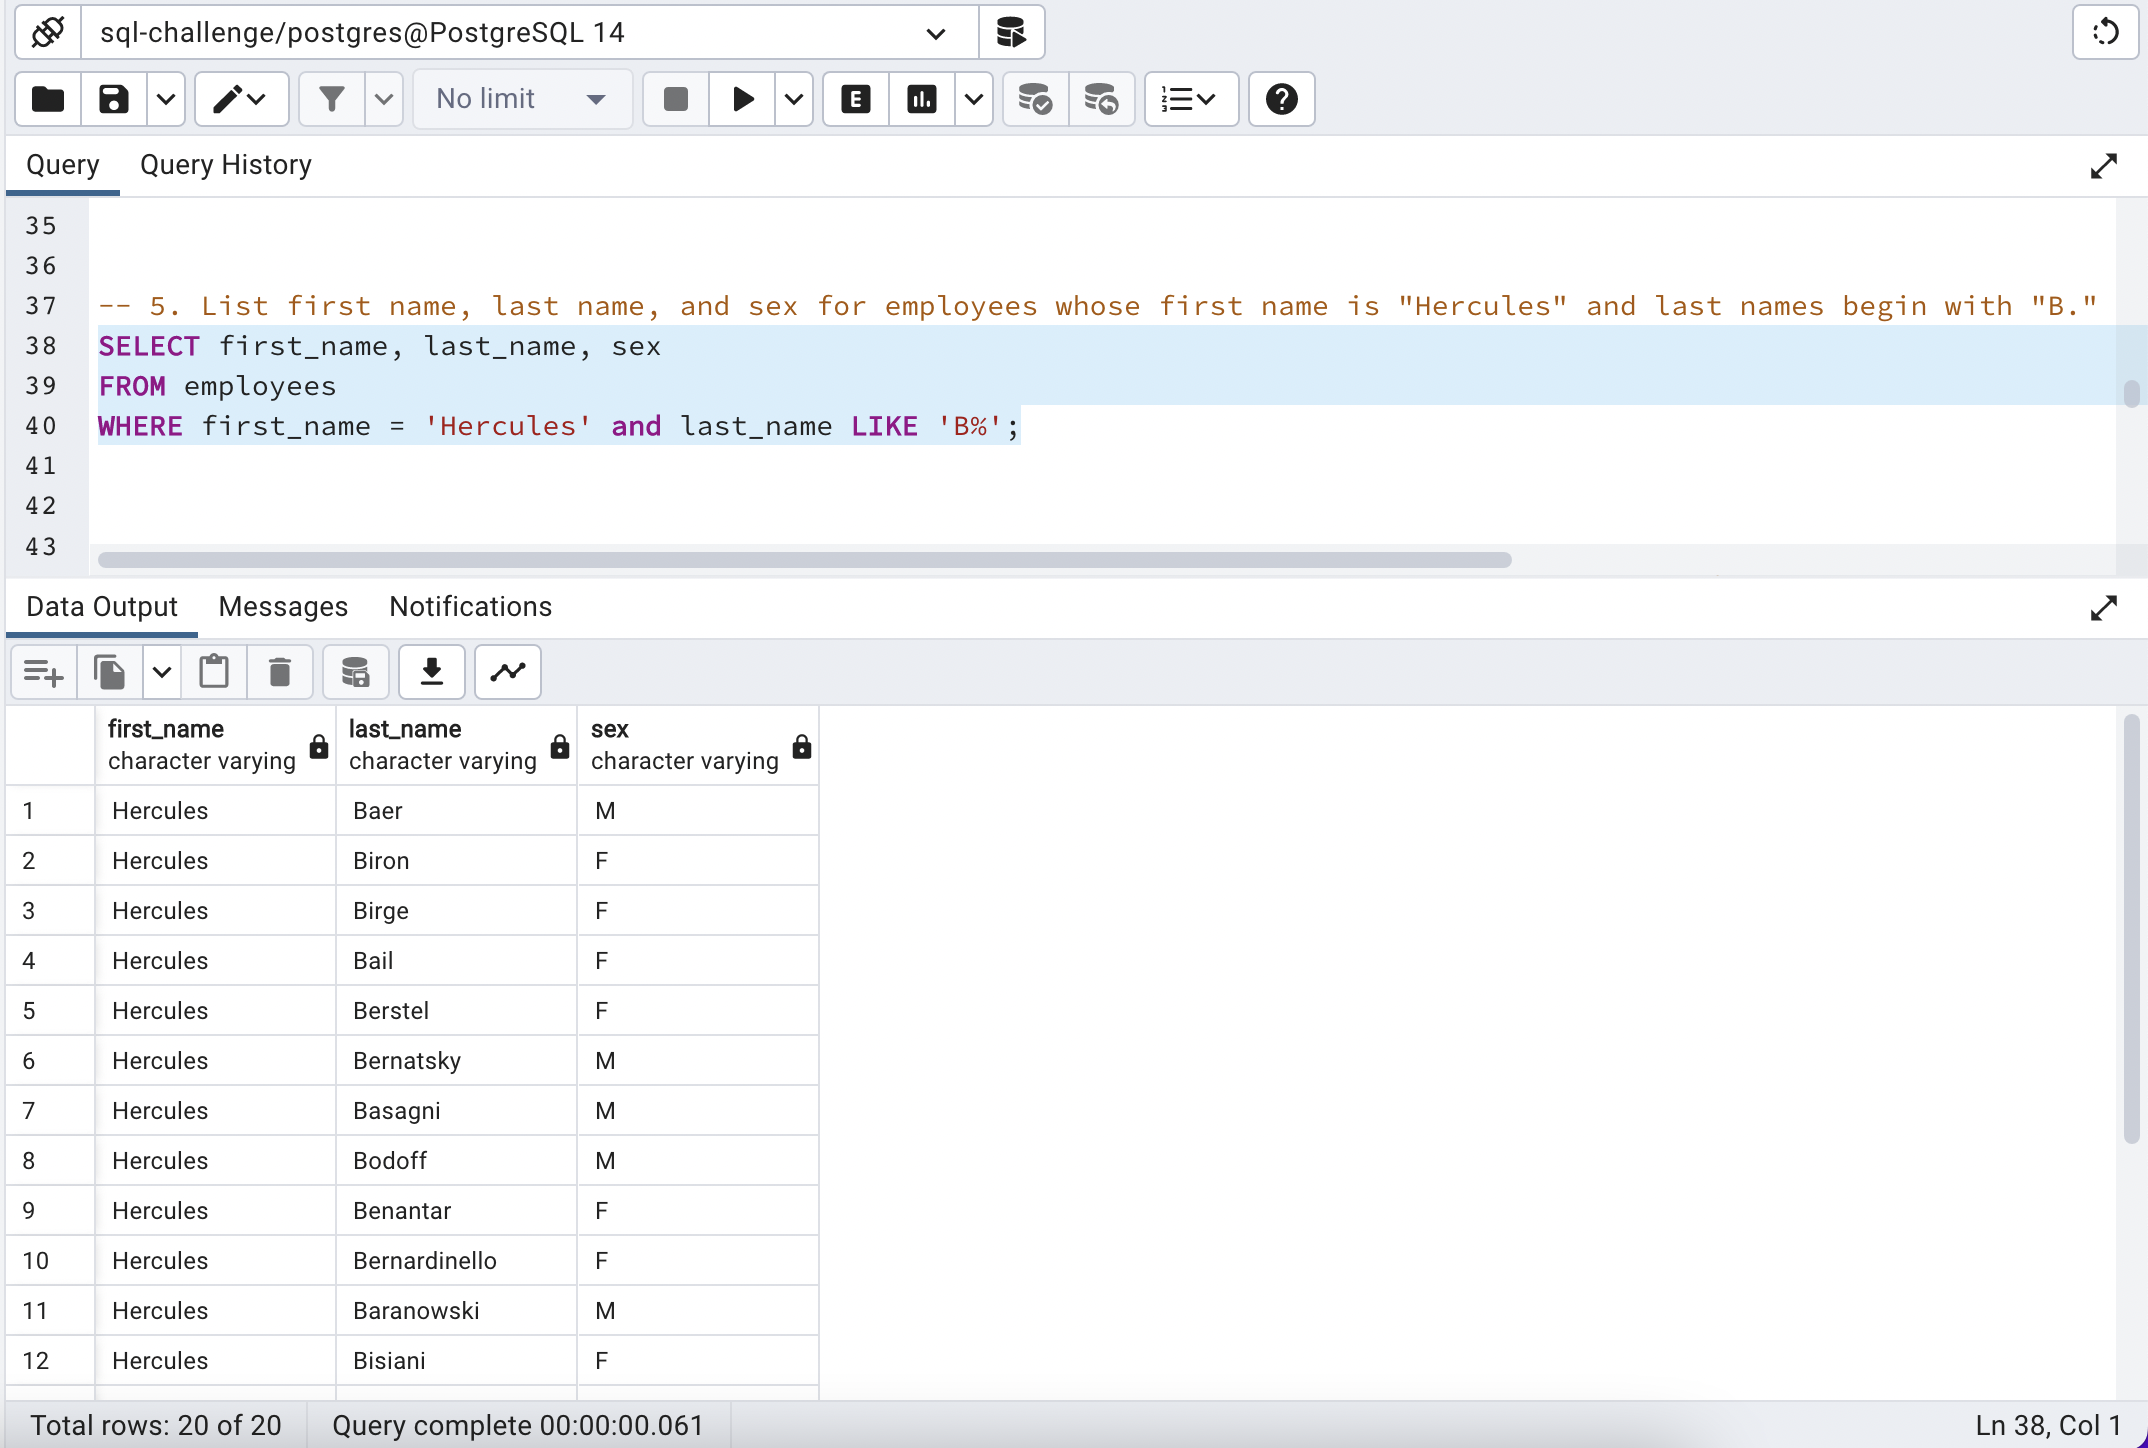 sql-challenge/postgres@PostgreSQL 14
No limit
E
Query Query History
35
36
37 -- 5. List first name, last name, and sex for employees whose first name is "Hercules" and last names begin with "B."
38 SELECT first_name, last_name, sex
39 FROM employees
40 WHERE first_name = 'Hercules' and last_name LIKE 'B%';
41
42
43
Data Output Messages Notifications
first_name last_name sex
character varying character varying character varying
1 Hercules Baer M
2 Hercules Biron F
3 Hercules Birge F
4 Hercules Bail F
5 Hercules Berstel F
6 Hercules Bernatsky M
7 Hercules Basagni M
8 Hercules Bodoff M
9 Hercules Benantar F
10 Hercules Bernardinello F
11 Hercules Baranowski M
12 Hercules Bisiani F
Total rows: 20 of 20 Query complete 00:00:00.061 Ln 38, Col 1